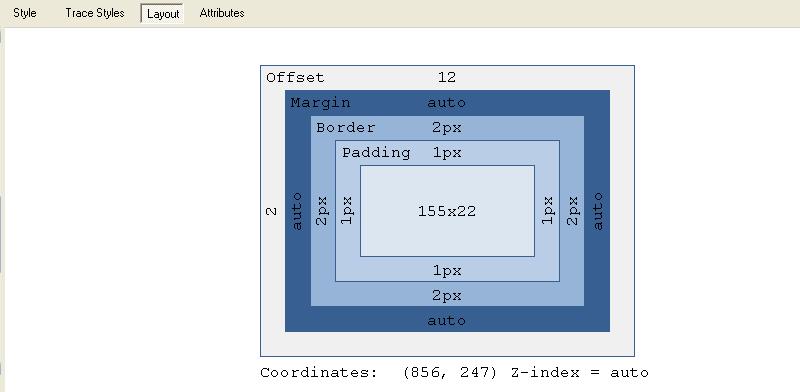 Style Trace Styles Layout Attributes
Offset 12
Margin auto
Border 2px
Padding 1px
2 auto 2px 1px 155x22 1px 2px auto
1px
2px
auto
Coordinates: (856, 247) Z-index = auto